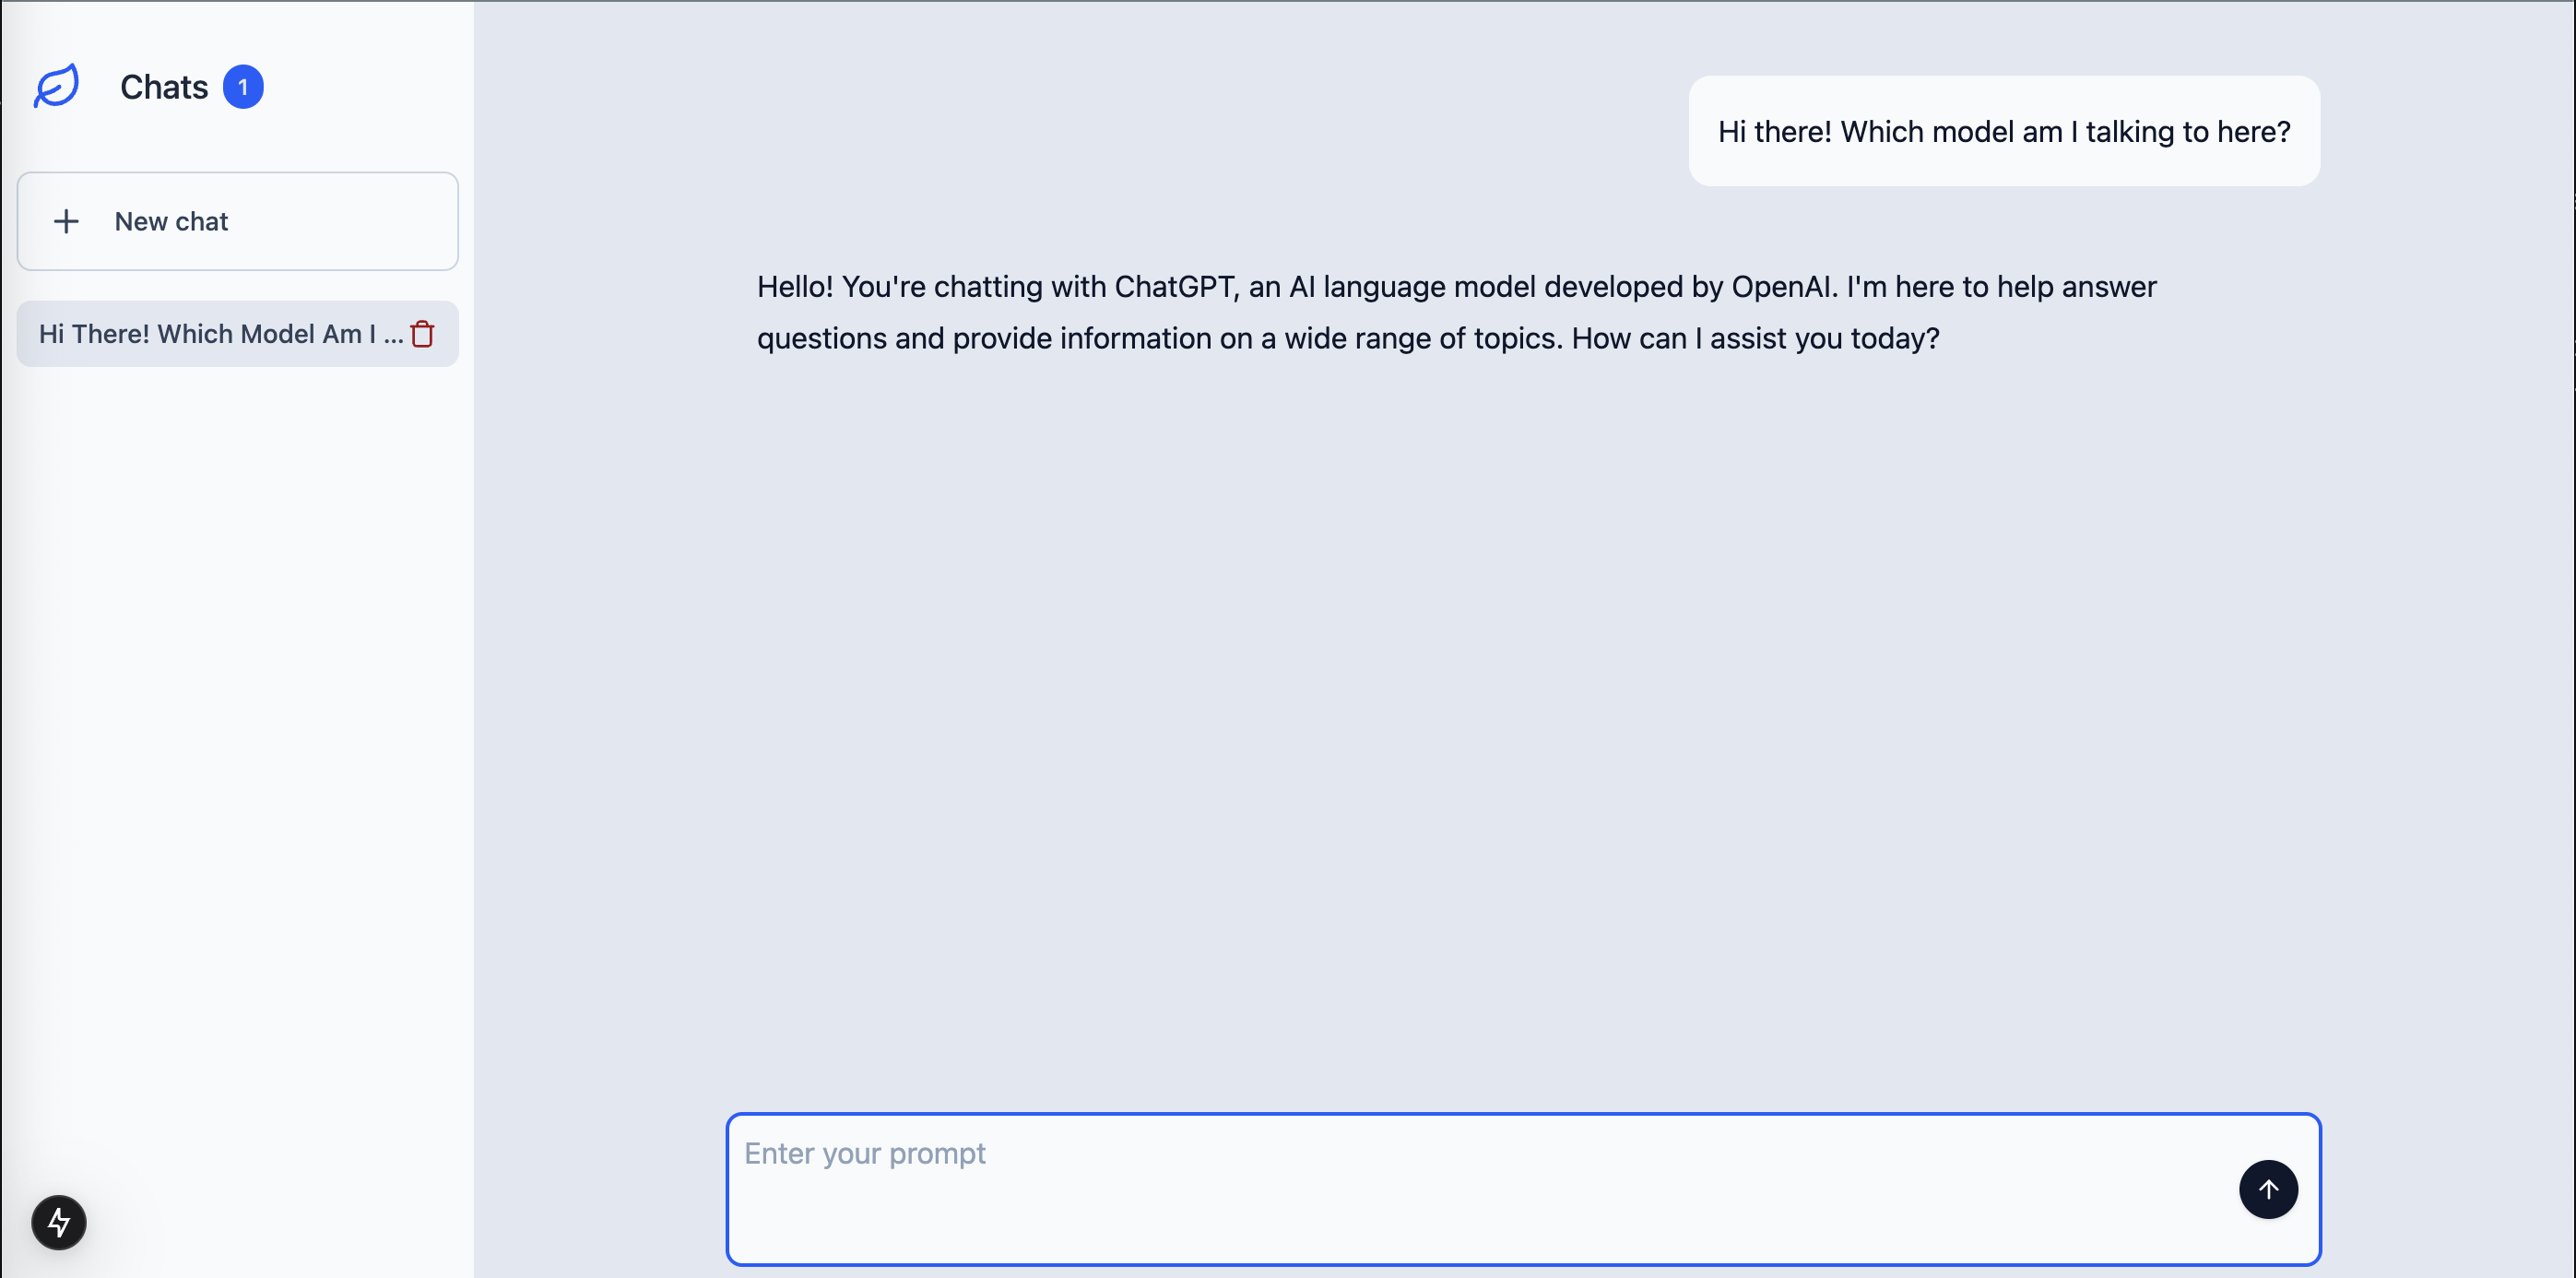 Chats 1
New chat
Hi There! Which Model Am I ...
Hi there! Which model am I talking to here?
Hello! You're chatting with ChatGPT, an AI language model developed by OpenAI. I'm here to help answer
questions and provide information on a wide range of topics. How can I assist you today?
Enter your prompt